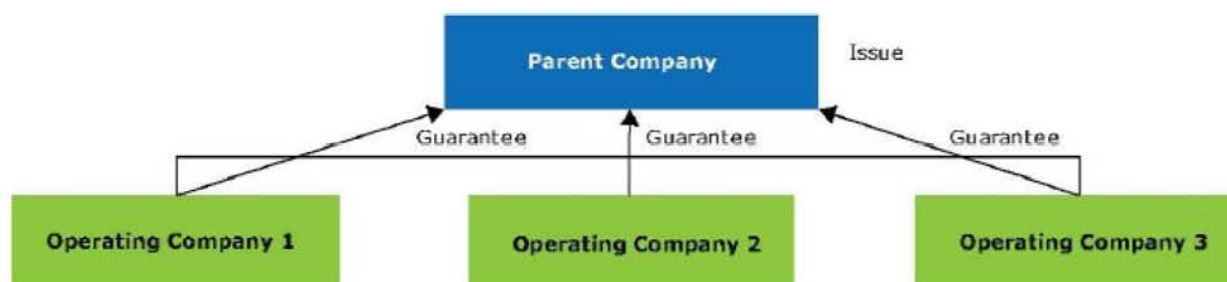 Parent Company
Issue
Guarantee
Guarantee
Guarantee
Operating Company 1
Operating Company 2
Operating Company 3